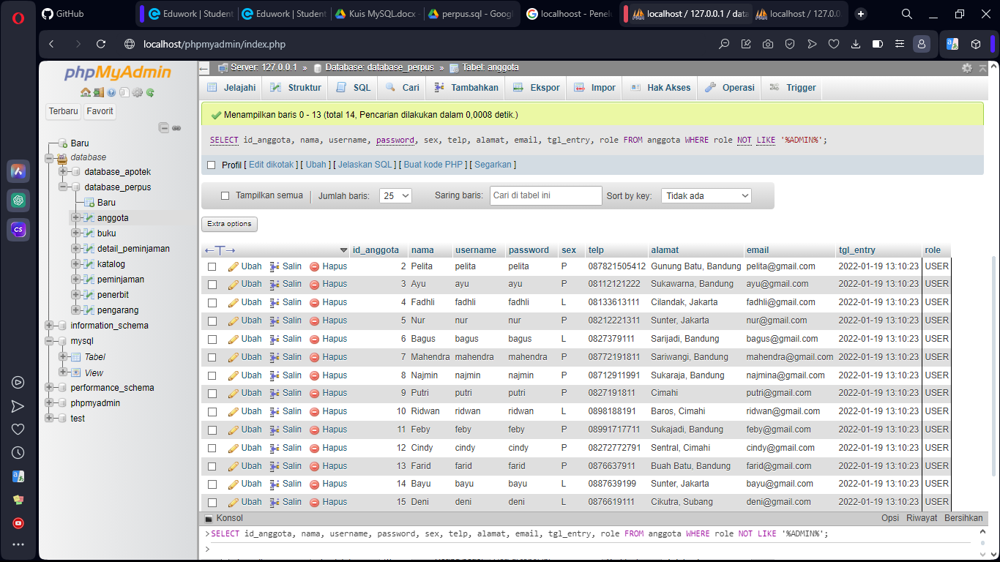 GitHub
Eduwork | Student
Eduwork | Student
Kuis MySQL.docx -
perpus.sql - Googl
localhoost - Penelu
localhost / 127.0.0.1 / data
localhost / 127.0.0.
localhost/phpmyadmin/index.php
phpMyAdmin
Terbaru Favorit
Baru
database
database_apotek
database_perpus
Baru
anggota
buku
detail_peminjaman
katalog
peminjaman
penerbit
pengarang
information_schema
mysql
Tabel
View
performance_schema
phpmyadmin
test
Server: 127.0.0.1 » Database: database_perpus » Tabel: anggota
Jelajahi Struktur SQL Cari Tambahkan Ekspor Impor Hak Akses Operasi Trigger
Menampilkan baris 0 - 13 (total 14, Pencarian dilakukan dalam 0,0008 detik.)
SELECT id_anggota, nama, username, password, sex, telp, alamat, email, tgl_entry, role FROM anggota WHERE role NOT LIKE '%ADMIN%';
Profil [ Edit dikotak ] [ Ubah ] [ Jelaskan SQL ] [ Buat kode PHP ] [ Segarkan ]
Tampilkan semua | Jumlah baris: 25 Saring baris: Cari di tabel ini Sort by key: Tidak ada
Extra options
←T→ id_anggota nama username password sex telp alamat email tgl_entry role
Ubah Salin Hapus 2 Pelita pelita pelita P 087821505412 Gunung Batu, Bandung pelita@gmail.com 2022-01-19 13:10:23 USER
Ubah Salin Hapus 3 Ayu ayu ayu P 08112121222 Sukawarna, Bandung ayu@gmail.com 2022-01-19 13:10:23 USER
Ubah Salin Hapus 4 Fadhli fadhli fadhli L 08133613111 Cilandak, Jakarta fadhli@gmail.com 2022-01-19 13:10:23 USER
Ubah Salin Hapus 5 Nur nur nur P 08212221311 Sunter, Jakarta nur@gmail.com 2022-01-19 13:10:23 USER
Ubah Salin Hapus 6 Bagus bagus bagus L 0827379111 Sarijadi, Bandung bagus@gmail.com 2022-01-19 13:10:23 USER
Ubah Salin Hapus 7 Mahendra mahendra mahendra P 08772191811 Sariwangi, Bandung mahendra@gmail.com 2022-01-19 13:10:23 USER
Ubah Salin Hapus 8 Najmin najmin najmin P 08712911991 Sukaraja, Bandung najmina@gmail.com 2022-01-19 13:10:23 USER
Ubah Salin Hapus 9 Putri putri putri P 0827191811 Cimahi putri@gmail.com 2022-01-19 13:10:23 USER
Ubah Salin Hapus 10 Ridwan ridwan ridwan L 0898188191 Baros, Cimahi ridwan@gmail.com 2022-01-19 13:10:23 USER
Ubah Salin Hapus 11 Feby feby feby P 08991717711 Sukajadi, Bandung feby@gmail.com 2022-01-19 13:10:23 USER
Ubah Salin Hapus 12 Cindy cindy cindy P 08272772791 Sentral, Cimahi cindy@gmail.com 2022-01-19 13:10:23 USER
Ubah Salin Hapus 13 Farid farid farid P 0876637911 Buah Batu, Bandung farid@gmail.com 2022-01-19 13:10:23 USER
Ubah Salin Hapus 14 Bayu bayu bayu L 0887639199 Sunter, Jakarta bayu@gmail.com 2022-01-19 13:10:23 USER
Ubah Salin Hapus 15 Deni deni deni L 0876619111 Cikutra, Subang deni@gmail.com 2022-01-19 13:10:23 USER
Konsol Opsi Riwayat Bersihkan
>SELECT id_anggota, nama, username, password, sex, telp, alamat, email, tgl_entry, role FROM anggota WHERE role NOT LIKE '%ADMIN%';
>